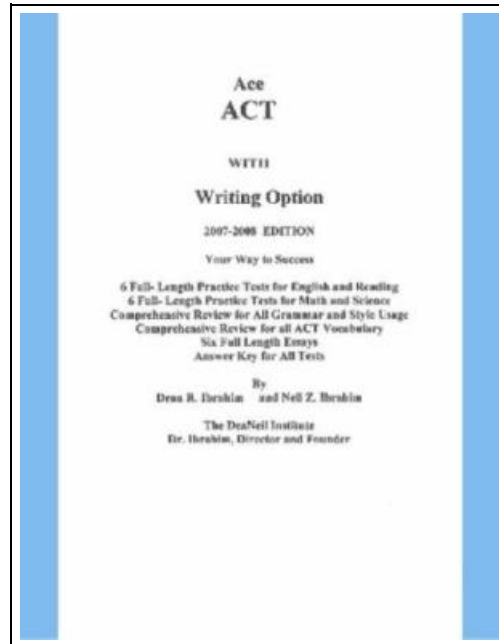 Ace
ACT
WITH
Writing Option
2007-2008 EDITION
Your Way to Success
6 Full- Length Practice Tests for English and Reading
6 Full- Length Practice Tests for Math and Science
Comprehensive Review for All Grammar and Style Usage
Comprehensive Review for all ACT Vocabulary
Six Full Length Essays
Answer Key for All Tests
By
R. Ibrahim and Neil Z. Ibrahim
The DeaNeil Institute
Dr. Ibrahim, Director and Founder